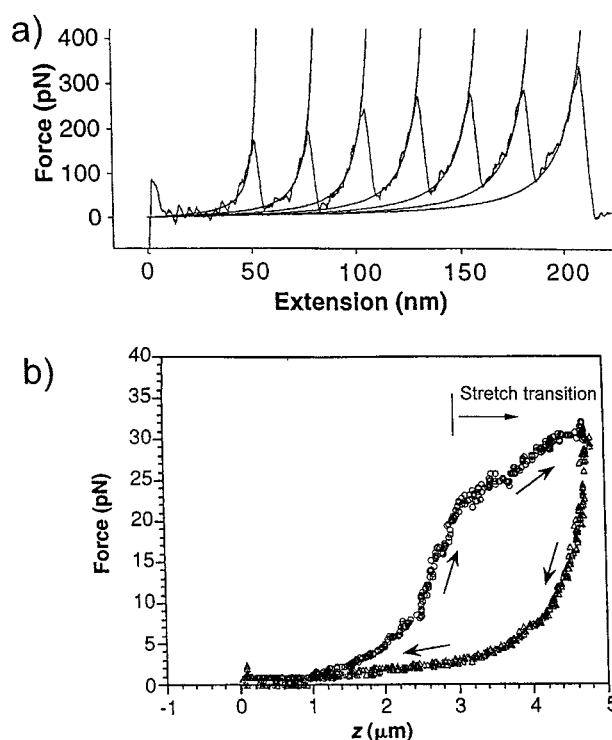 a)
400
300
200
100
0
Force (pN)
0 50 100 150 200
Extension (nm)
b)
40
35
30
25
20
15
10
5
0
Force (pN)
Stretch transition
-1 0 1 2 3 4 5
z (μm)